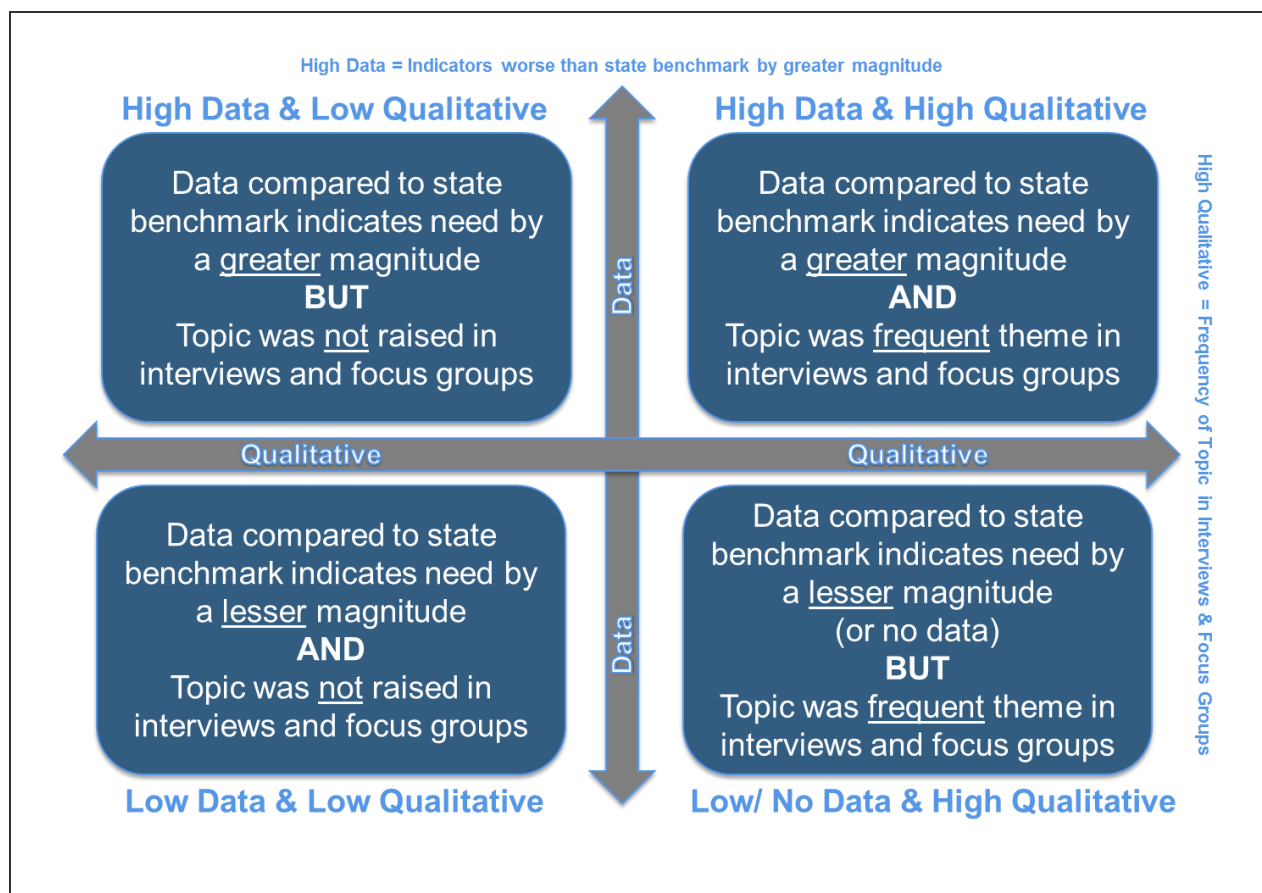 High Data = Indicators worse than state benchmark by greater magnitude
High Data & Low Qualitative
Data compared to state
benchmark indicates need by
a greater magnitude
BUT
Topic was not raised in
interviews and focus groups
High Data & High Qualitative
Data compared to state
benchmark indicates need by
a greater magnitude
AND
Topic was frequent theme in
interviews and focus groups
High Qualitative = Frequency of Topic in Interviews & Focus Groups
Data
Qualitative
Qualitative
Data
Data compared to state
benchmark indicates need by
a lesser magnitude
AND
Topic was not raised in
interviews and focus groups
Low Data & Low Qualitative
Data compared to state
benchmark indicates need by
a lesser magnitude
(or no data)
BUT
Topic was frequent theme in
interviews and focus groups
Low/ No Data & High Qualitative